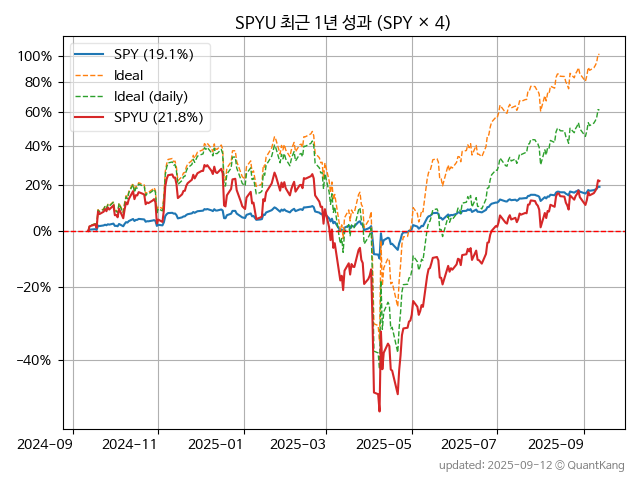 SPYU 최근 1년 성과 (SPY × 4)
SPY (19.1%)
Ideal
Ideal (daily)
SPYU (21.8%)
100%
80%
60%
40%
20%
0%
−20%
−40%
2024-09
2024-11
2025-01
2025-03
2025-05
2025-07
2025-09
updated: 2025-09-12 © QuantKang